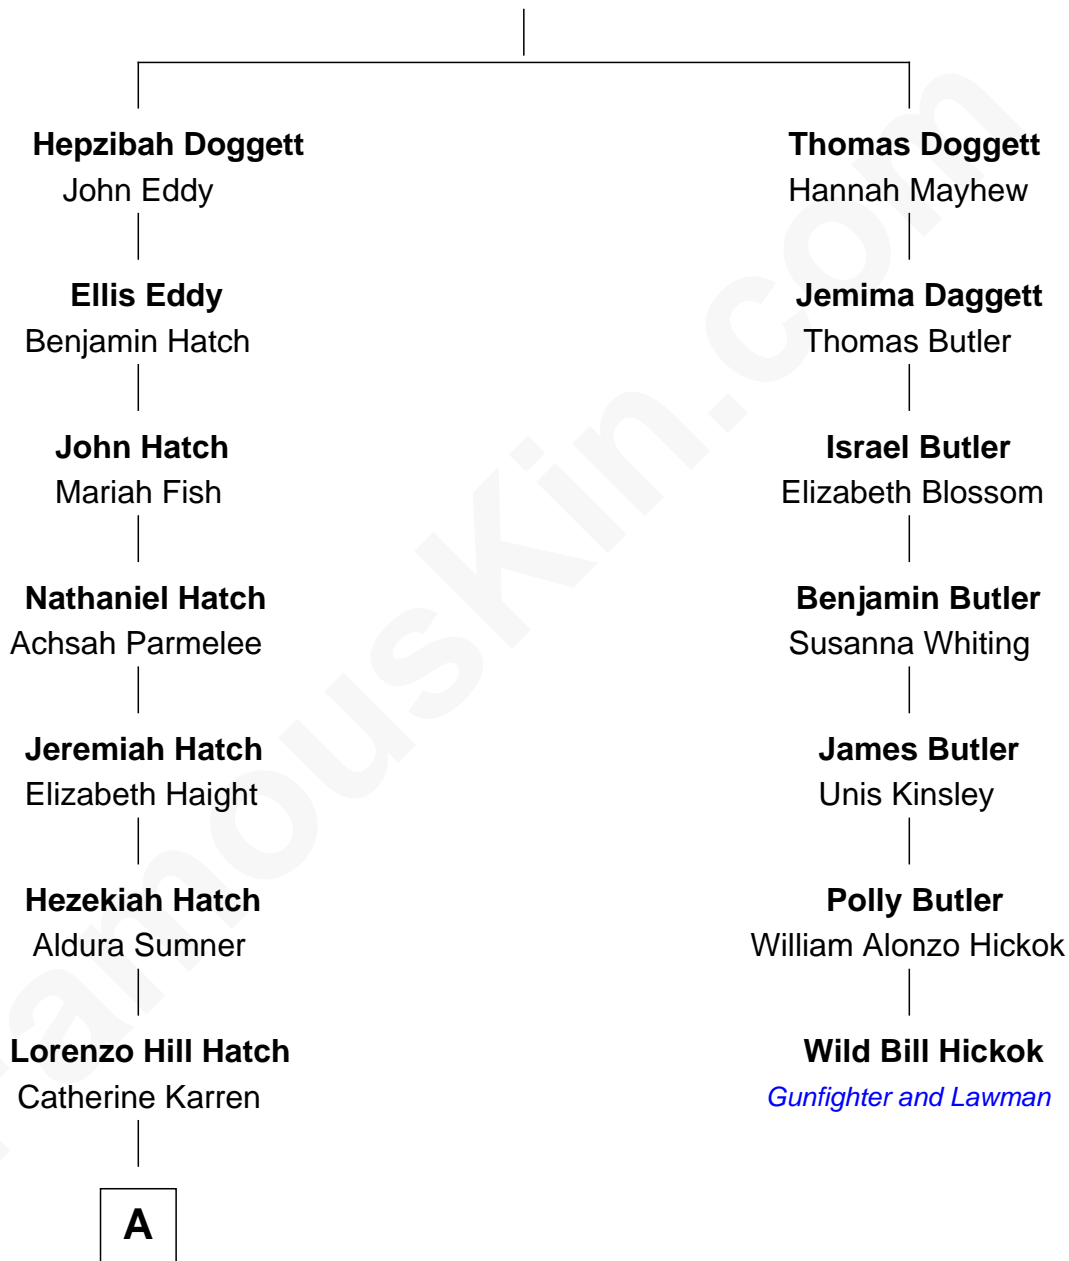 Hepzibah Doggett
John Eddy
Ellis Eddy
Benjamin Hatch
John Hatch
Mariah Fish
Nathaniel Hatch
Achsah Parmelee
Jeremiah Hatch
Elizabeth Haight
Hezekiah Hatch
Aldura Sumner
Lorenzo Hill Hatch
Catherine Karren
A
Thomas Doggett
Hannah Mayhew
Jemima Daggett
Thomas Butler
Israel Butler
Elizabeth Blossom
Benjamin Butler
Susanna Whiting
James Butler
Unis Kinsley
Polly Butler
William Alonzo Hickok
Wild Bill Hickok
Gunfighter and Lawman
FamousKin.com